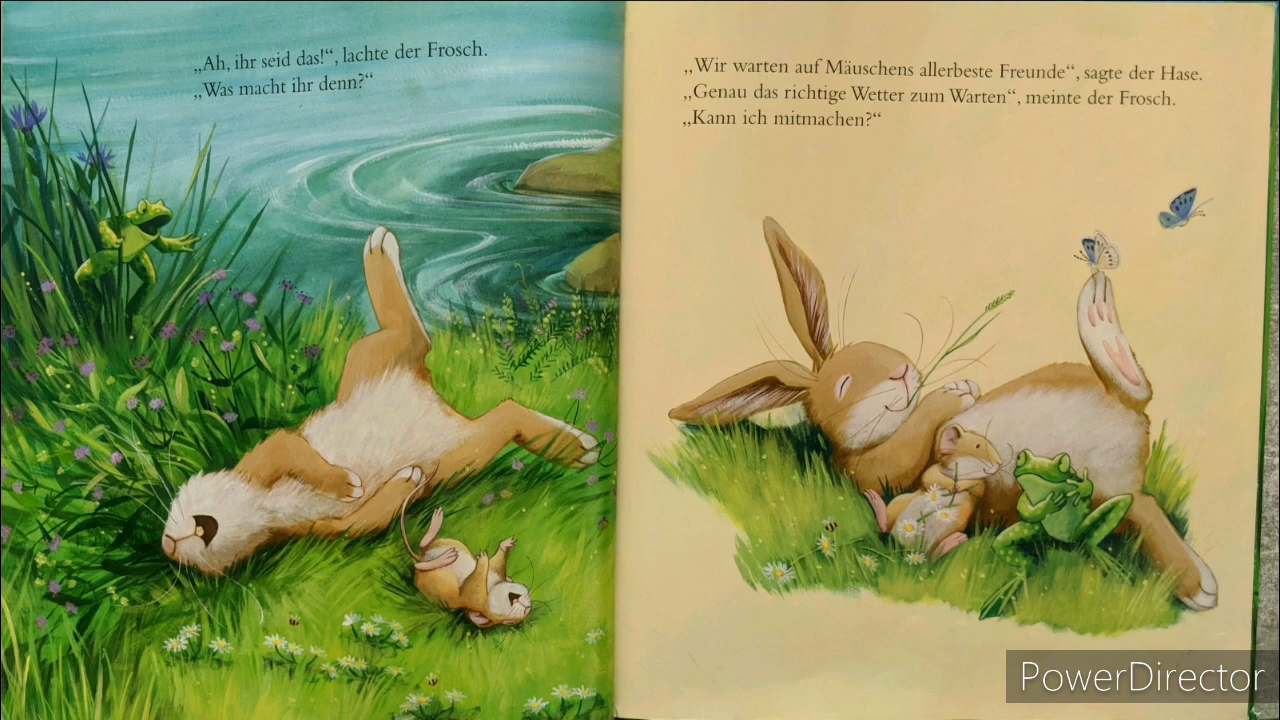 „Ah, ihr seid das!“, lachte der Frosch.
„Was macht ihr denn?“
„Wir warten auf Mäuschens allerbeste Freunde“, sagte der Hase.
„Genau das richtige Wetter zum Warten“, meinte der Frosch.
„Kann ich mitmachen?“
PowerDirector